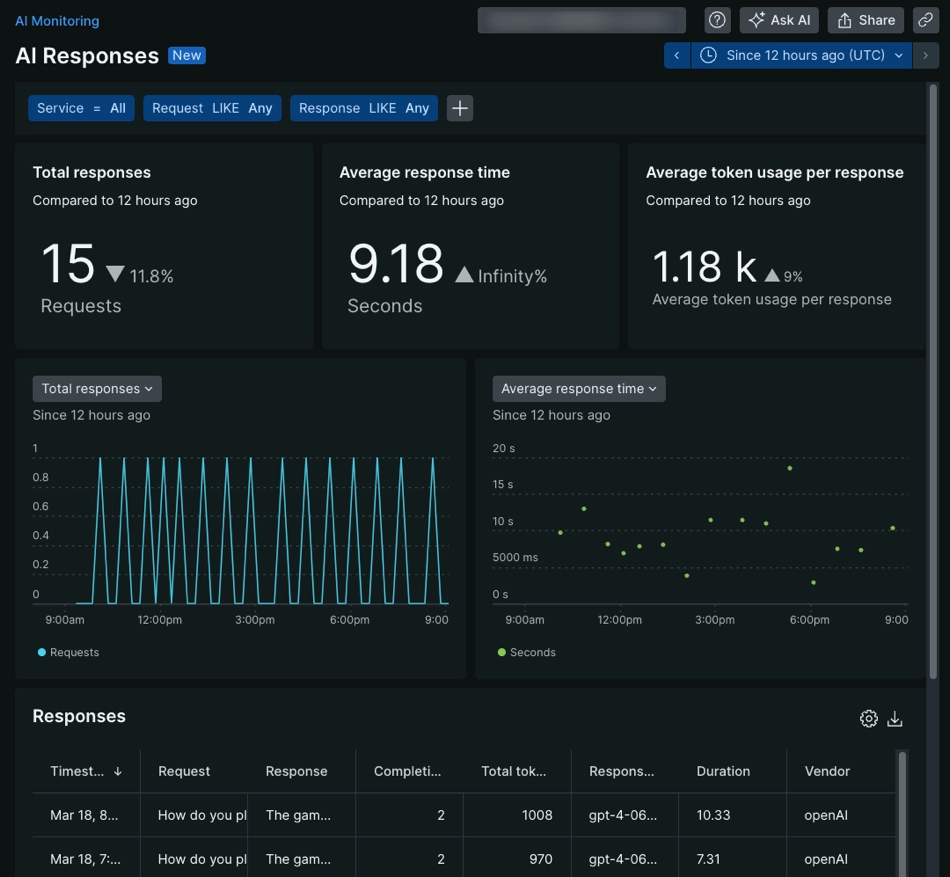 AI Monitoring
Ask AI
Share
AI Responses New
Since 12 hours ago (UTC)
Service = All
Request LIKE Any
Response LIKE Any
Total responses
Compared to 12 hours ago
15 11.8%
Requests
Average response time
Compared to 12 hours ago
9.18 Infinity%
Seconds
Average token usage per response
Compared to 12 hours ago
1.18 k 9%
Average token usage per response
Total responses
Since 12 hours ago
1
0.8
0.6
0.4
0.2
0
9:00am 12:00pm 3:00pm 6:00pm 9:00
Requests
Average response time
Since 12 hours ago
20 s
15 s
10 s
5000 ms
0 s
9:00am 12:00pm 3:00pm 6:00pm 9:00
Seconds
Responses
Timest... Request Response Completi... Total tok... Respons... Duration Vendor
Mar 18, 8... How do you pl The gam... 2 1008 gpt-4-06... 10.33 openAI
Mar 18, 7:... How do you pl The gam... 2 970 gpt-4-06... 7.31 openAI